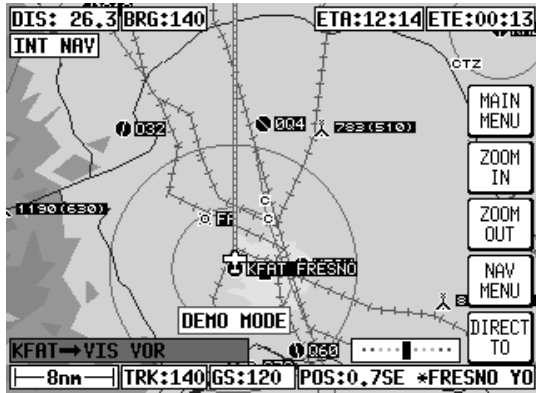 DIS: 26.3 BRG:140 ETA:12:14 ETE:00:13
INT NAV
CTZ
MAIN MENU
O32
0Q4
783(510)
ZOOM IN
1190(630)
C
C
ZOOM OUT
KFAT FRESNO
NAV MENU
DEMO MODE
DIRECT TO
KFAT→VIS VOR
Q60
8nm TRK:140 GS:120 POS:0.7SE *FRESNO YO